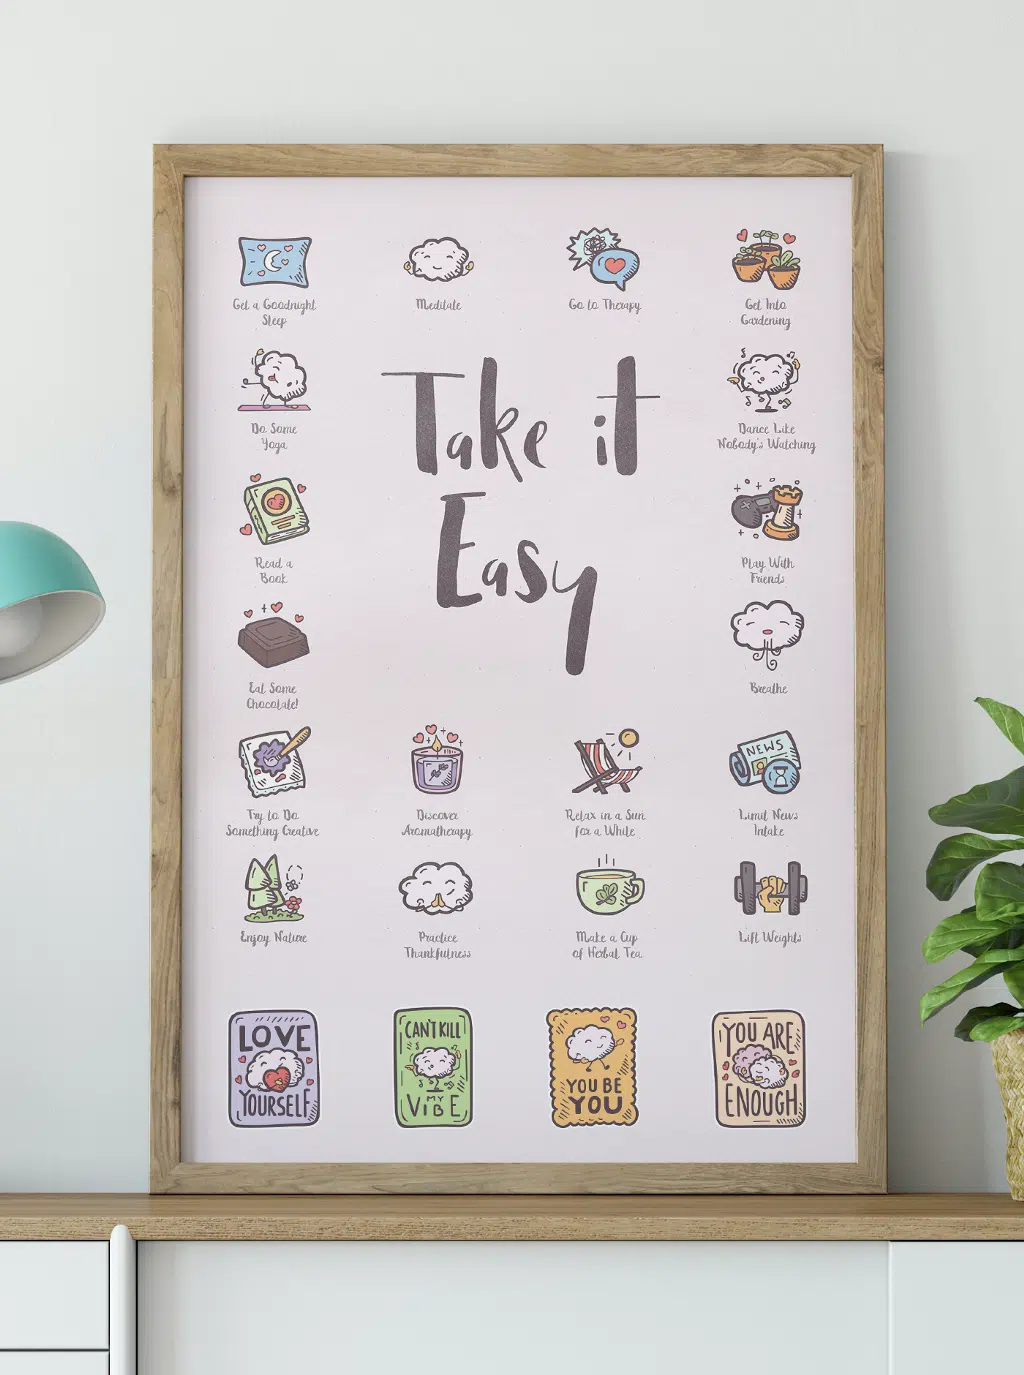 Get a Goodnight
Sleep
Meditate
Go to Therapy
Get Into
Gardening
Take it
Easy
Do Some
Yoga
Dance Like
Nobody's Watching
Read a
Book
Play With
Friends
Eat Some
Chocolate!
Breathe
NEWS
Try to Do
Something Creative
Discover
Aromatherapy
Relax in a Sun
for a While
Limit News
Intake
Enjoy Nature
Practice
Thankfulness
Make a Cup
of Herbal Tea
Lift Weights
LOVE
YOURSELF
CAN'T KILL
MY
VIBE
YOU BE
YOU
YOU ARE
ENOUGH